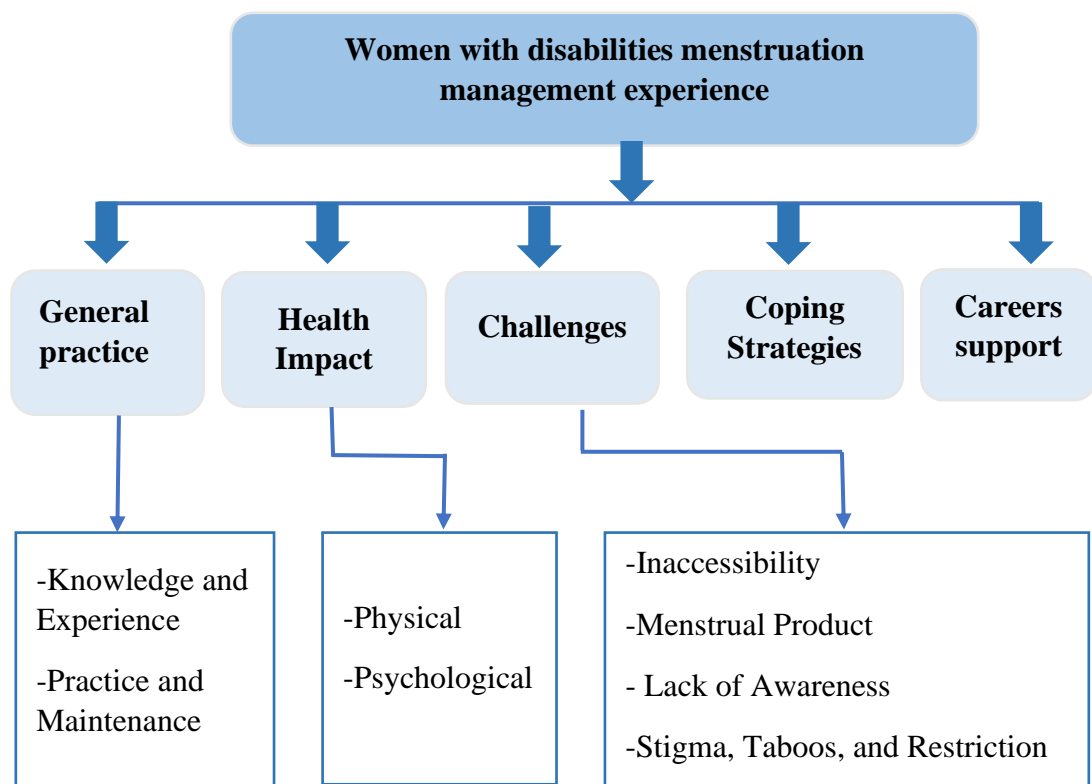 Women with disabilities menstruation
management experience
General
practice
Health
Impact
Challenges
Coping
Strategies
Careers
support
-Knowledge and
Experience
-Practice and
Maintenance
-Physical
-Psychological
-Inaccessibility
-Menstrual Product
- Lack of Awareness
-Stigma, Taboos, and Restriction